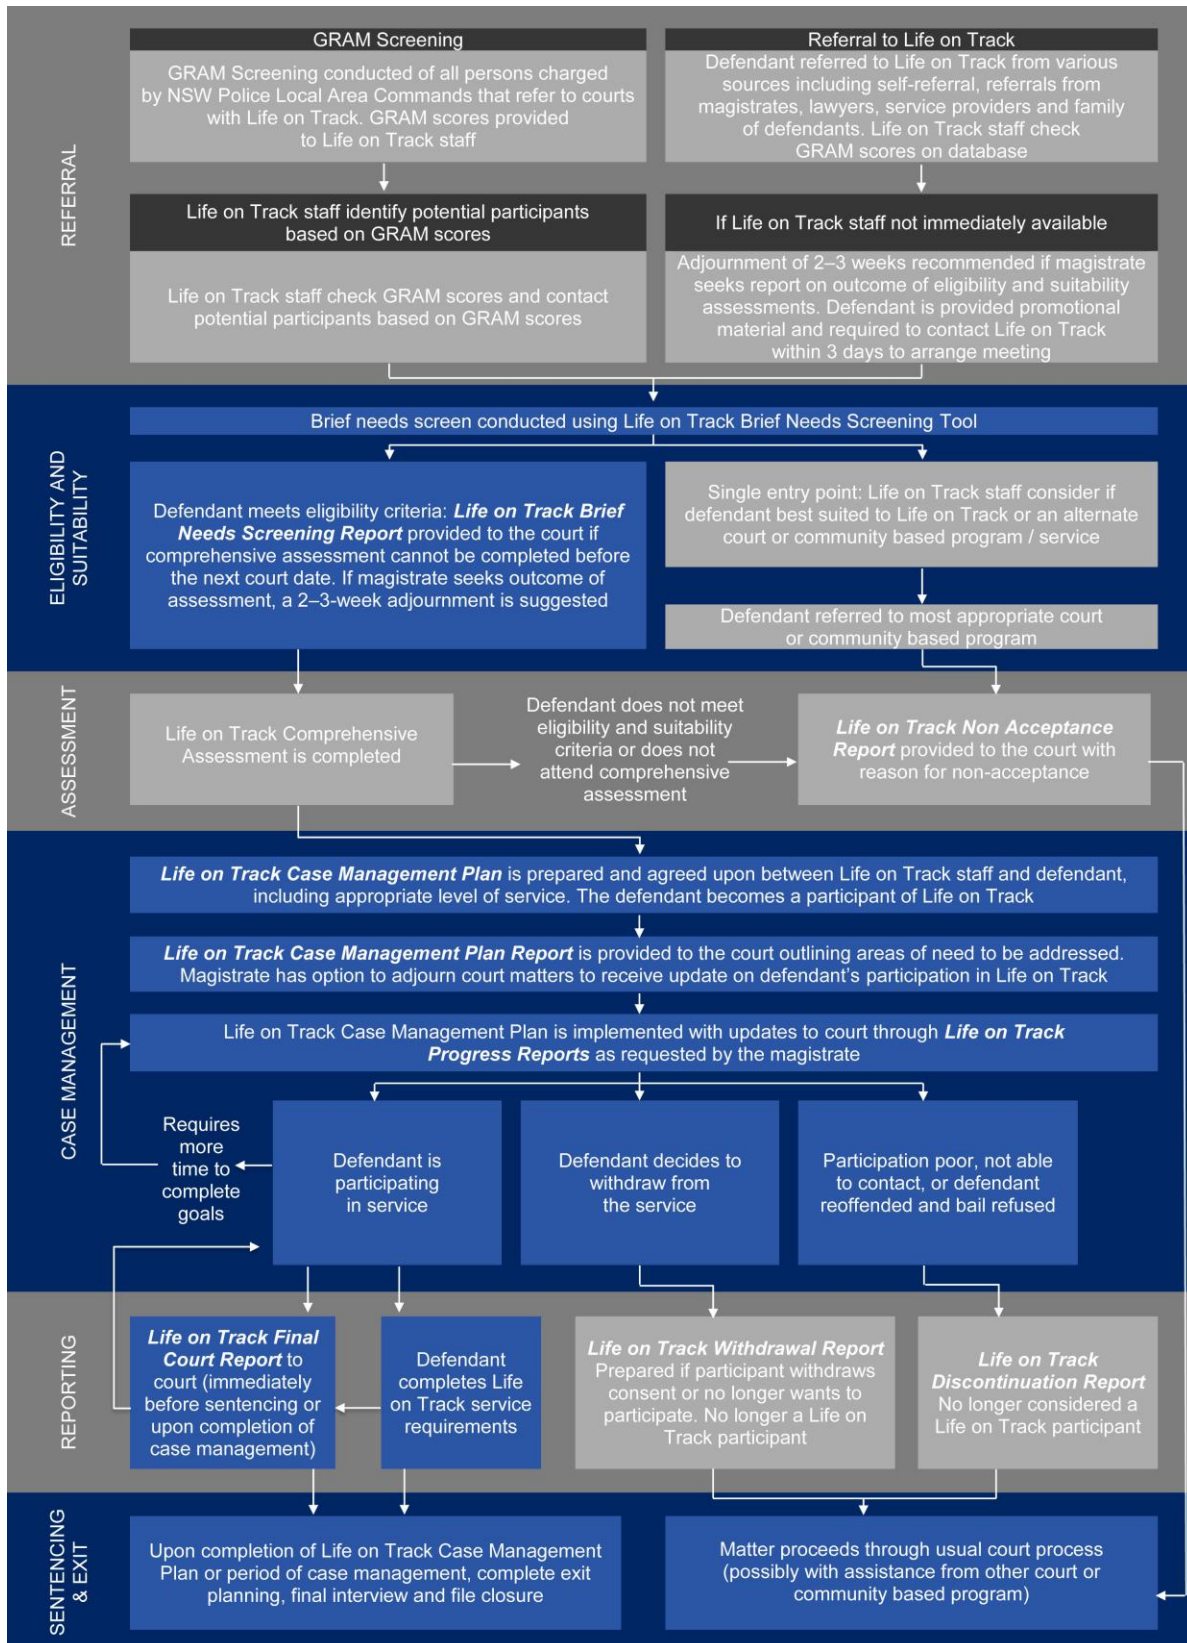 REFERRAL
GRAM Screening
GRAM Screening conducted of all persons charged
by NSW Police Local Area Commands that refer to courts
with Life on Track. GRAM scores provided
to Life on Track staff
Referral to Life on Track
Defendant referred to Life on Track from various
sources including self-referral, referrals from
magistrates, lawyers, service providers and family
of defendants. Life on Track staff check
GRAM scores on database
Life on Track staff identify potential participants
based on GRAM scores
Life on Track staff check GRAM scores and contact
potential participants based on GRAM scores
If Life on Track staff not immediately available
Adjournment of 2–3 weeks recommended if magistrate
seeks report on outcome of eligibility and suitability
assessments. Defendant is provided promotional
material and required to contact Life on Track
within 3 days to arrange meeting
ELIGIBILITY AND
SUITABILITY
Brief needs screen conducted using Life on Track Brief Needs Screening Tool
Defendant meets eligibility criteria: Life on Track Brief
Needs Screening Report provided to the court if
comprehensive assessment cannot be completed before
the next court date. If magistrate seeks outcome of
assessment, a 2–3-week adjournment is suggested
Single entry point: Life on Track staff consider if
defendant best suited to Life on Track or an alternate
court or community based program / service
Defendant referred to most appropriate court
or community based program
ASSESSMENT
Life on Track Comprehensive
Assessment is completed
Defendant does not meet
eligibility and suitability
criteria or does not
attend comprehensive
assessment
Life on Track Non Acceptance
Report provided to the court with
reason for non-acceptance
CASE MANAGEMENT
Life on Track Case Management Plan is prepared and agreed upon between Life on Track staff and defendant,
including appropriate level of service. The defendant becomes a participant of Life on Track
Life on Track Case Management Plan Report is provided to the court outlining areas of need to be addressed.
Magistrate has option to adjourn court matters to receive update on defendant's participation in Life on Track
Life on Track Case Management Plan is implemented with updates to court through Life on Track
Progress Reports as requested by the magistrate
Requires
more
time to
complete
goals
Defendant is
participating
in service
Defendant decides to
withdraw from
the service
Participation poor, not able
to contact, or defendant
reoffended and bail refused
REPORTING
Life on Track Final
Court Report to
court (immediately
before sentencing or
upon completion of
case management)
Defendant
completes Life
on Track service
requirements
Life on Track Withdrawal Report
Prepared if participant withdraws
consent or no longer wants to
participate. No longer a Life on
Track participant
Life on Track
Discontinuation Report
No longer considered a
Life on Track participant
SENTENCING
& EXIT
Upon completion of Life on Track Case Management
Plan or period of case management, complete exit
planning, final interview and file closure
Matter proceeds through usual court process
(possibly with assistance from other court or
community based program)